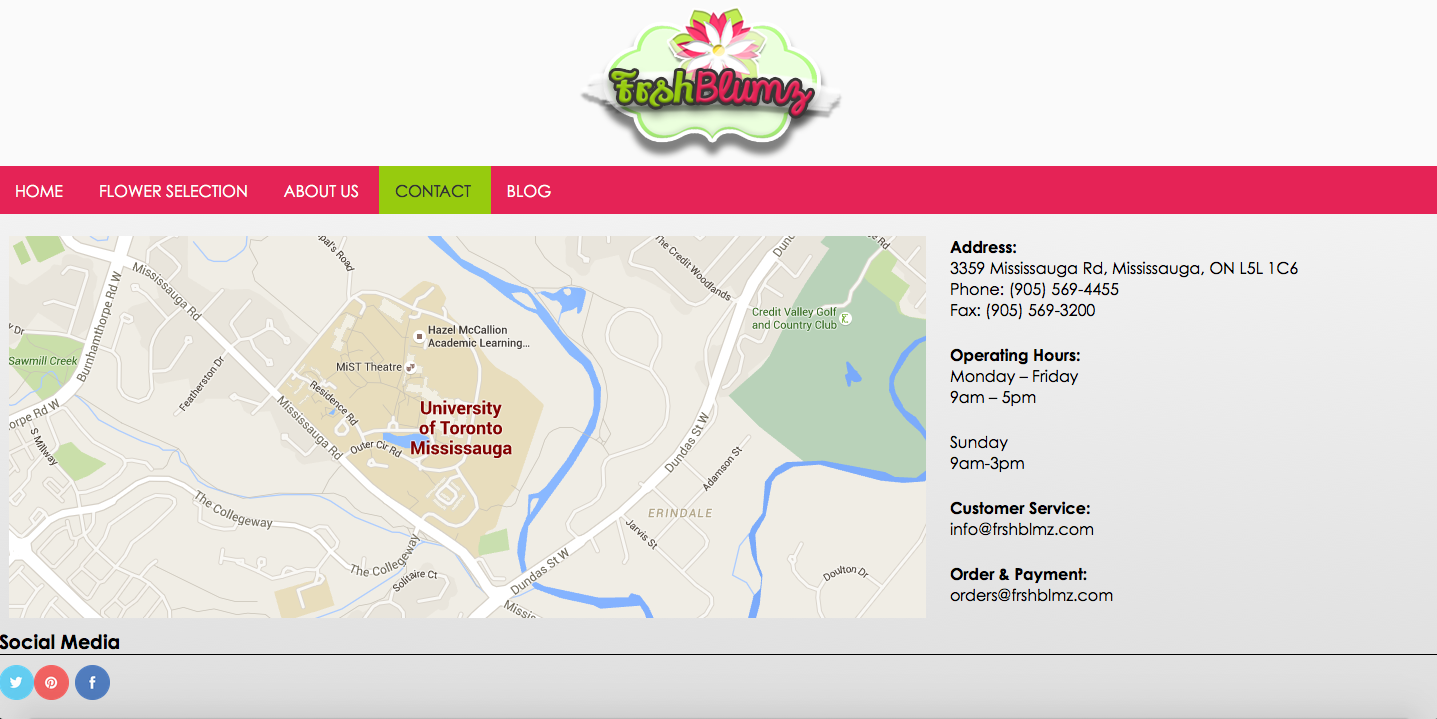 FrshBlumz
HOME FLOWER SELECTION ABOUT US CONTACT BLOG
Mississauga Rd
Burnhamthorpe Rd W
The Credit Woodlands
Dundas St W
Credit Valley Golf
and Country Club
Hazel McCallion
Academic Learning...
MiST Theatre
Sawmill Creek
Featherston Dr
Residence Rd
University
of Toronto
Mississauga
Mississauga Rd
Outer Cir Rd
thorpe Rd W
S Millway
Dundas St W
Adamson St
The Collegeway
ERINDALE
Jarvis St
The Collegeway
Solitaire Ct
Dundas St W
Doulton Dr
Address:
3359 Mississauga Rd, Mississauga, ON L5L 1C6
Phone: (905) 569-4455
Fax: (905) 569-3200
Operating Hours:
Monday – Friday
9am – 5pm
Sunday
9am-3pm
Customer Service:
info@frshblmz.com
Order & Payment:
orders@frshblmz.com
Social Media